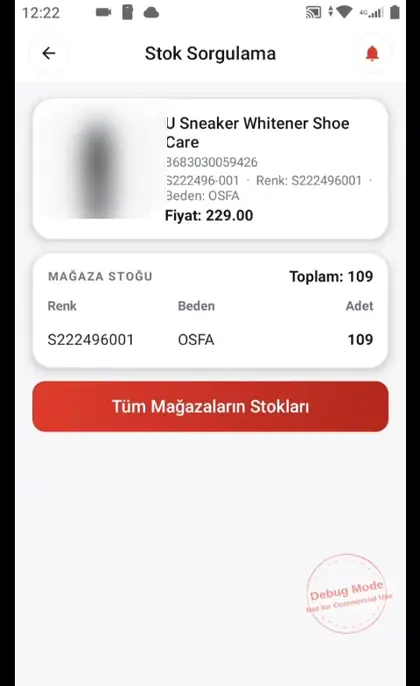 12:22
4G
Stok Sorgulama
U Sneaker Whitener Shoe
Care
8683030059426
S222496-001 · Renk: S222496001 ·
Beden: OSFA
Fiyat: 229.00
MAĞAZA STOĞU Toplam: 109
Renk Beden Adet
S222496001 OSFA 109
Tüm Mağazaların Stokları
Debug Mode
Not for Commercial Use